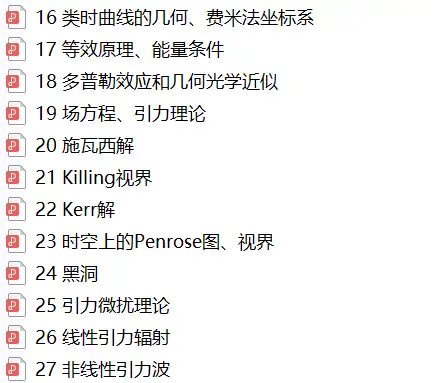 16 类时曲线的几何、费米法坐标系
17 等效原理、能量条件
18 多普勒效应和几何光学近似
19 场方程、引力理论
20 施瓦西解
21 Killing视界
22 Kerr解
23 时空上的Penrose图、视界
24 黑洞
25 引力微扰理论
26 线性引力辐射
27 非线性引力波